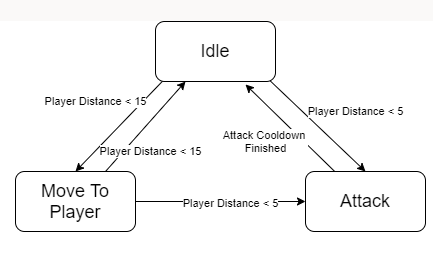 Idle
Player Distance < 15
Player Distance < 5
Attack Cooldown
Finished
Player Distance < 15
Move To
Player
Player Distance < 5
Attack